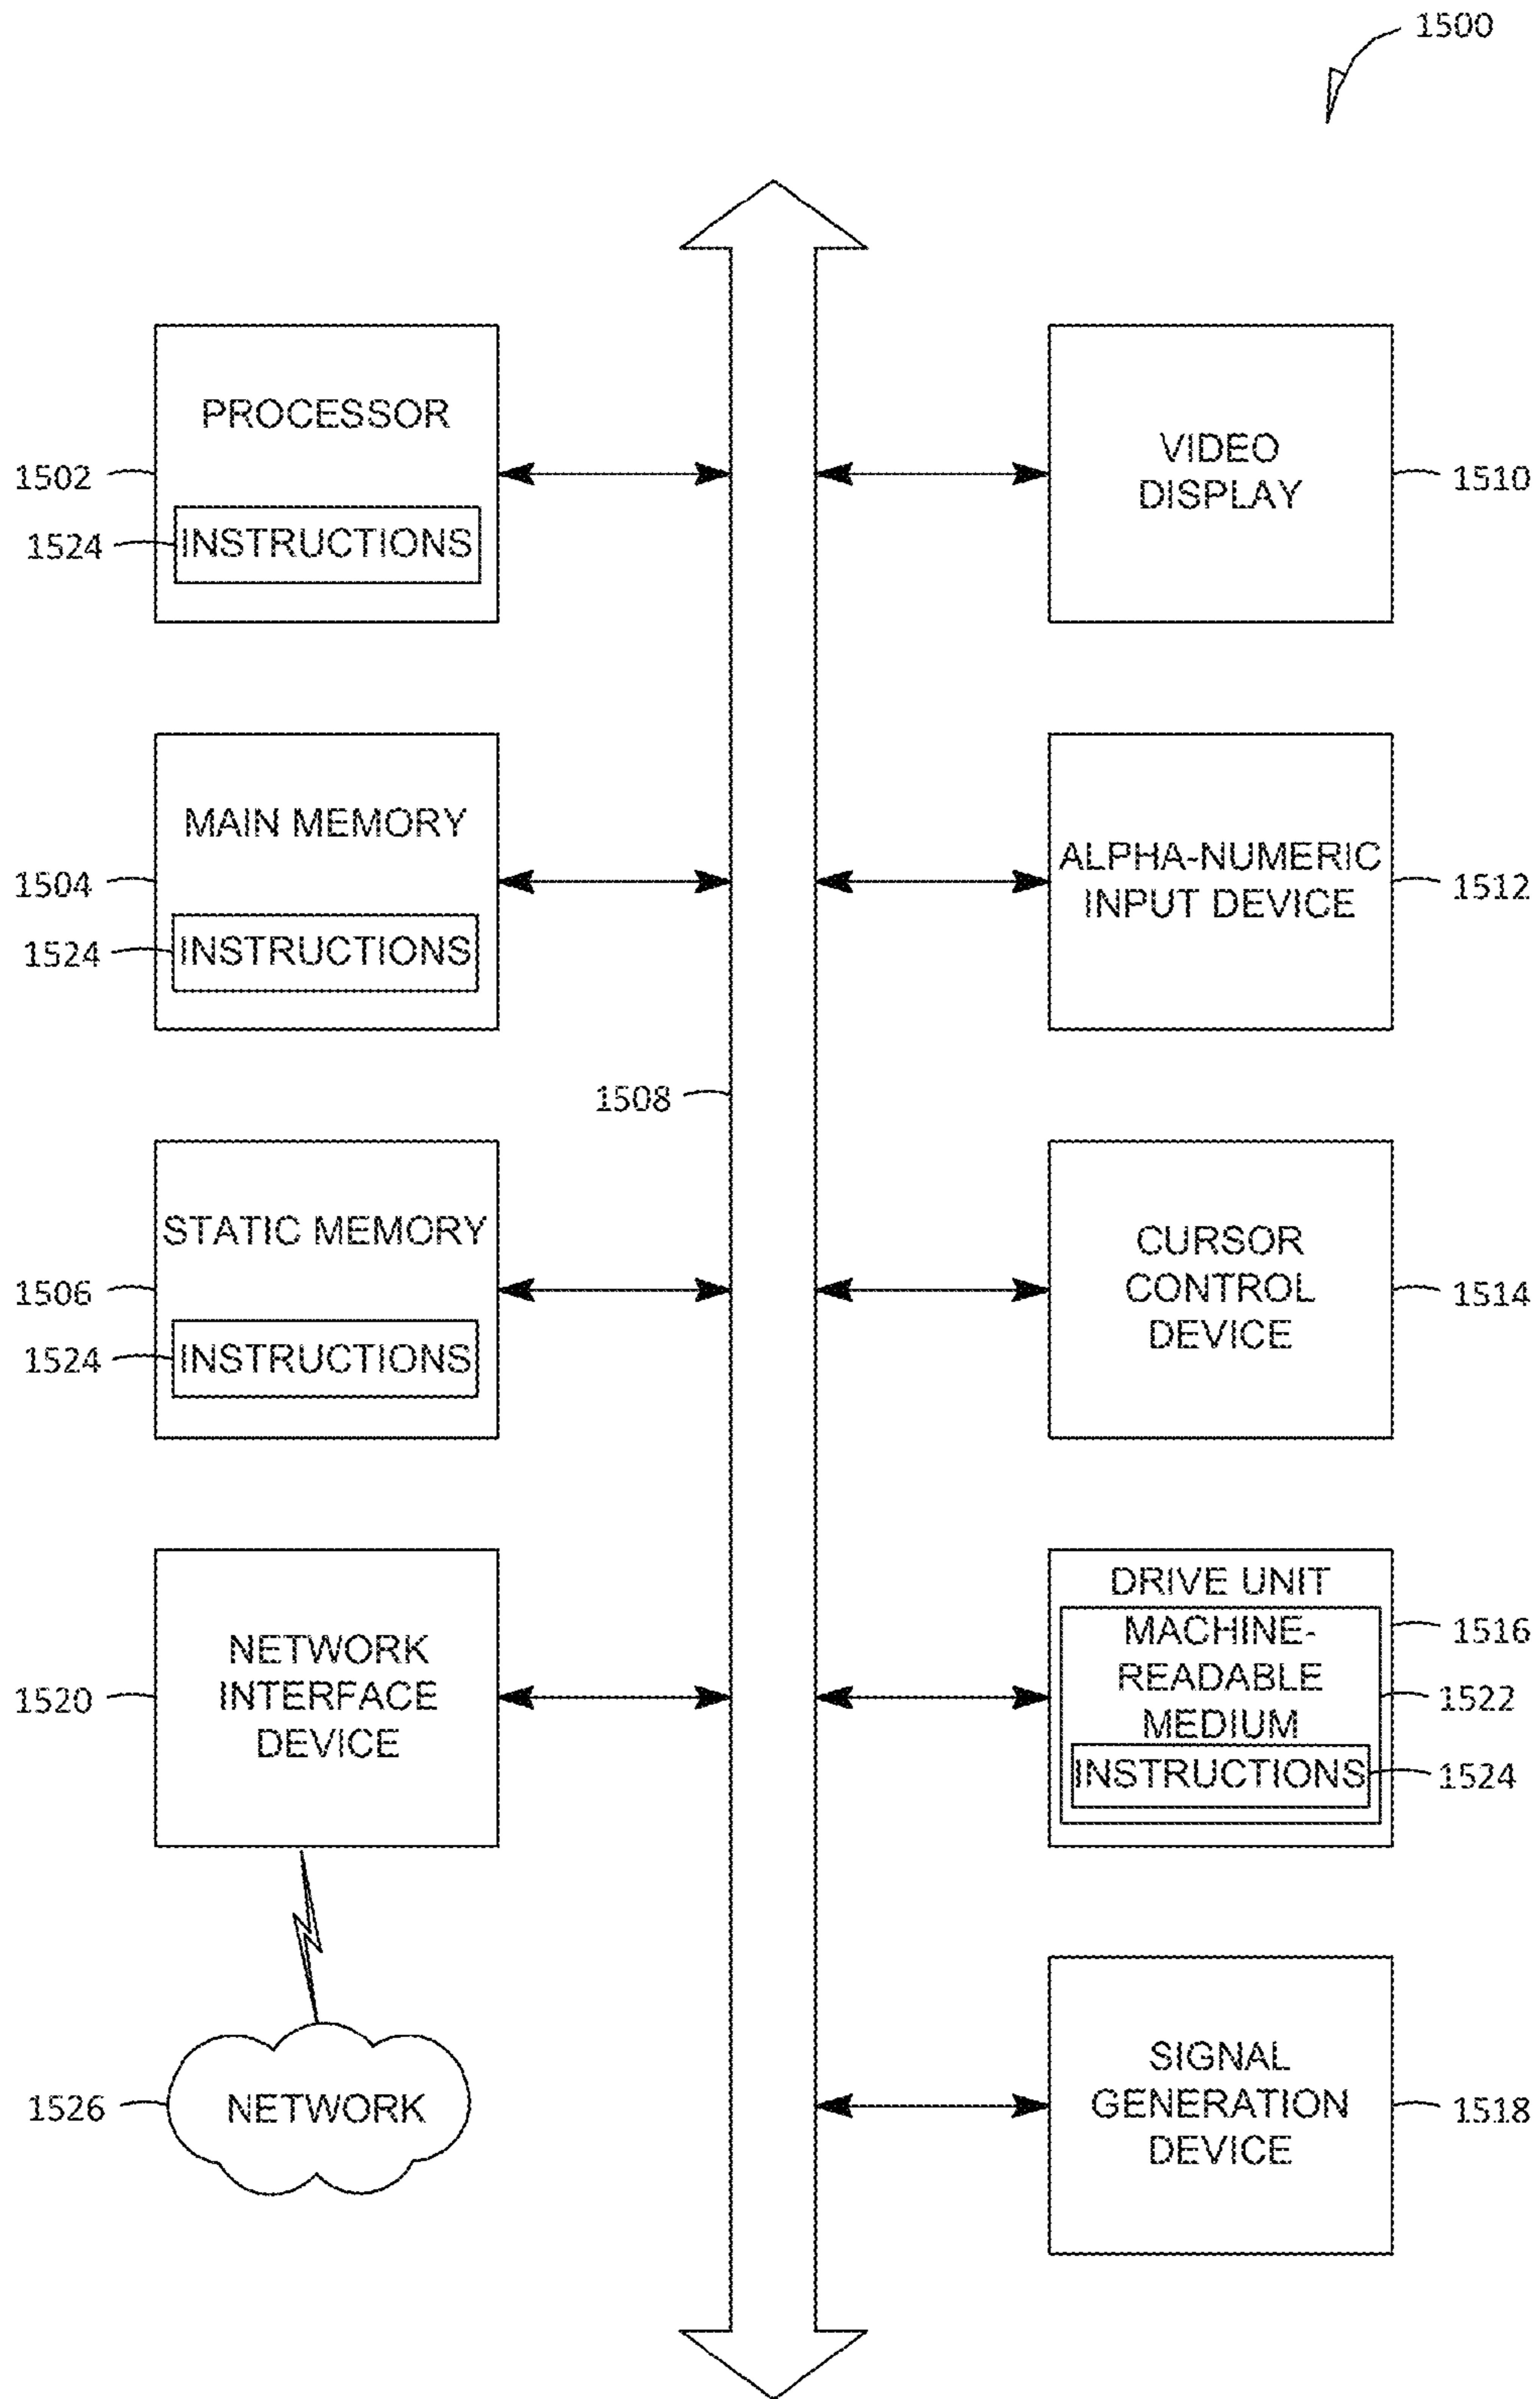 1500
PROCESSOR
1502
1524
INSTRUCTIONS
VIDEO
DISPLAY
1510
MAIN MEMORY
1504
1524
INSTRUCTIONS
ALPHA-NUMERIC
INPUT DEVICE
1512
1508
STATIC MEMORY
1506
1524
INSTRUCTIONS
CURSOR
CONTROL
DEVICE
1514
NETWORK
INTERFACE
DEVICE
1520
DRIVE UNIT
MACHINE-
READABLE
MEDIUM
INSTRUCTIONS
1516
1522
1524
NETWORK
1526
SIGNAL
GENERATION
DEVICE
1518